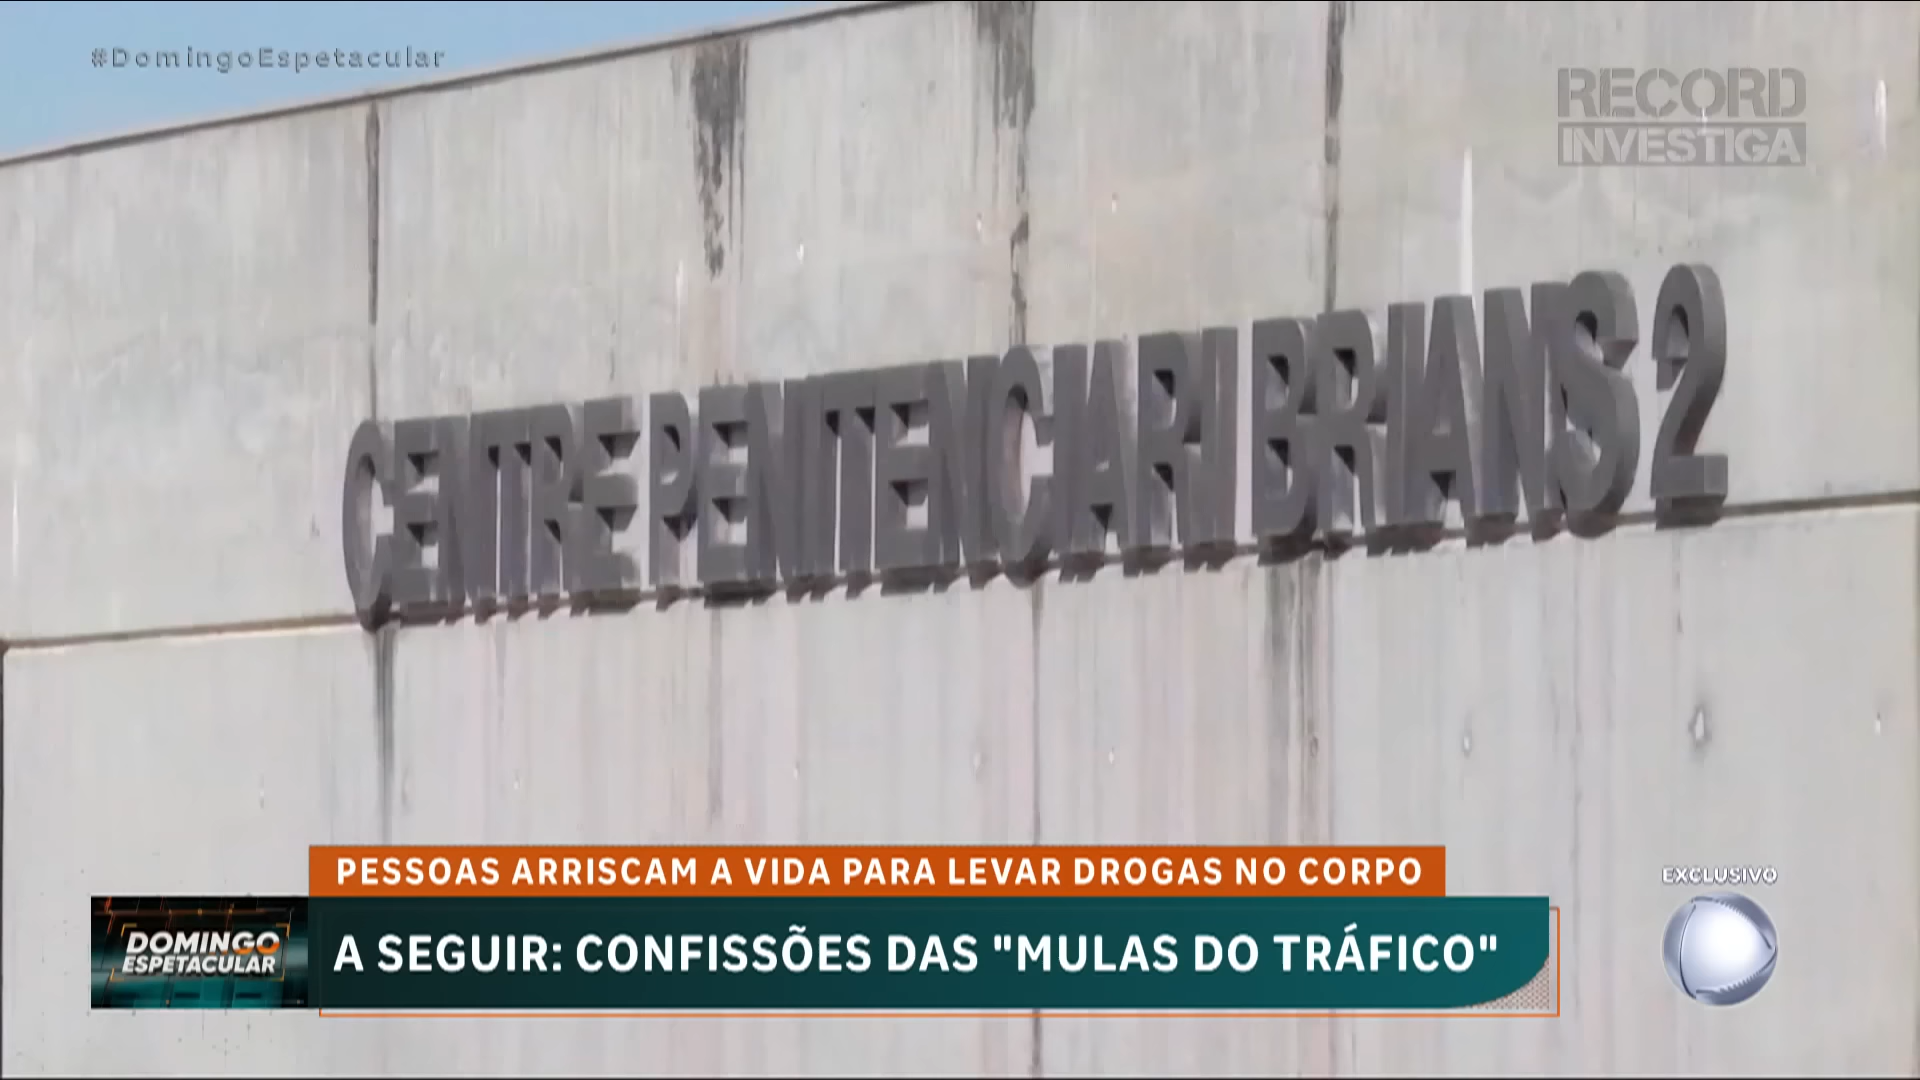 #DomingoEspetacular
RECORD
INVESTIGA
CENTRE PENITENCIARI BRIANS 2
PESSOAS ARRISCAM A VIDA PARA LEVAR DROGAS NO CORPO
EXCLUSIVO
DOMINGO
ESPETACULAR
A SEGUIR: CONFISSÕES DAS "MULAS DO TRÁFICO"